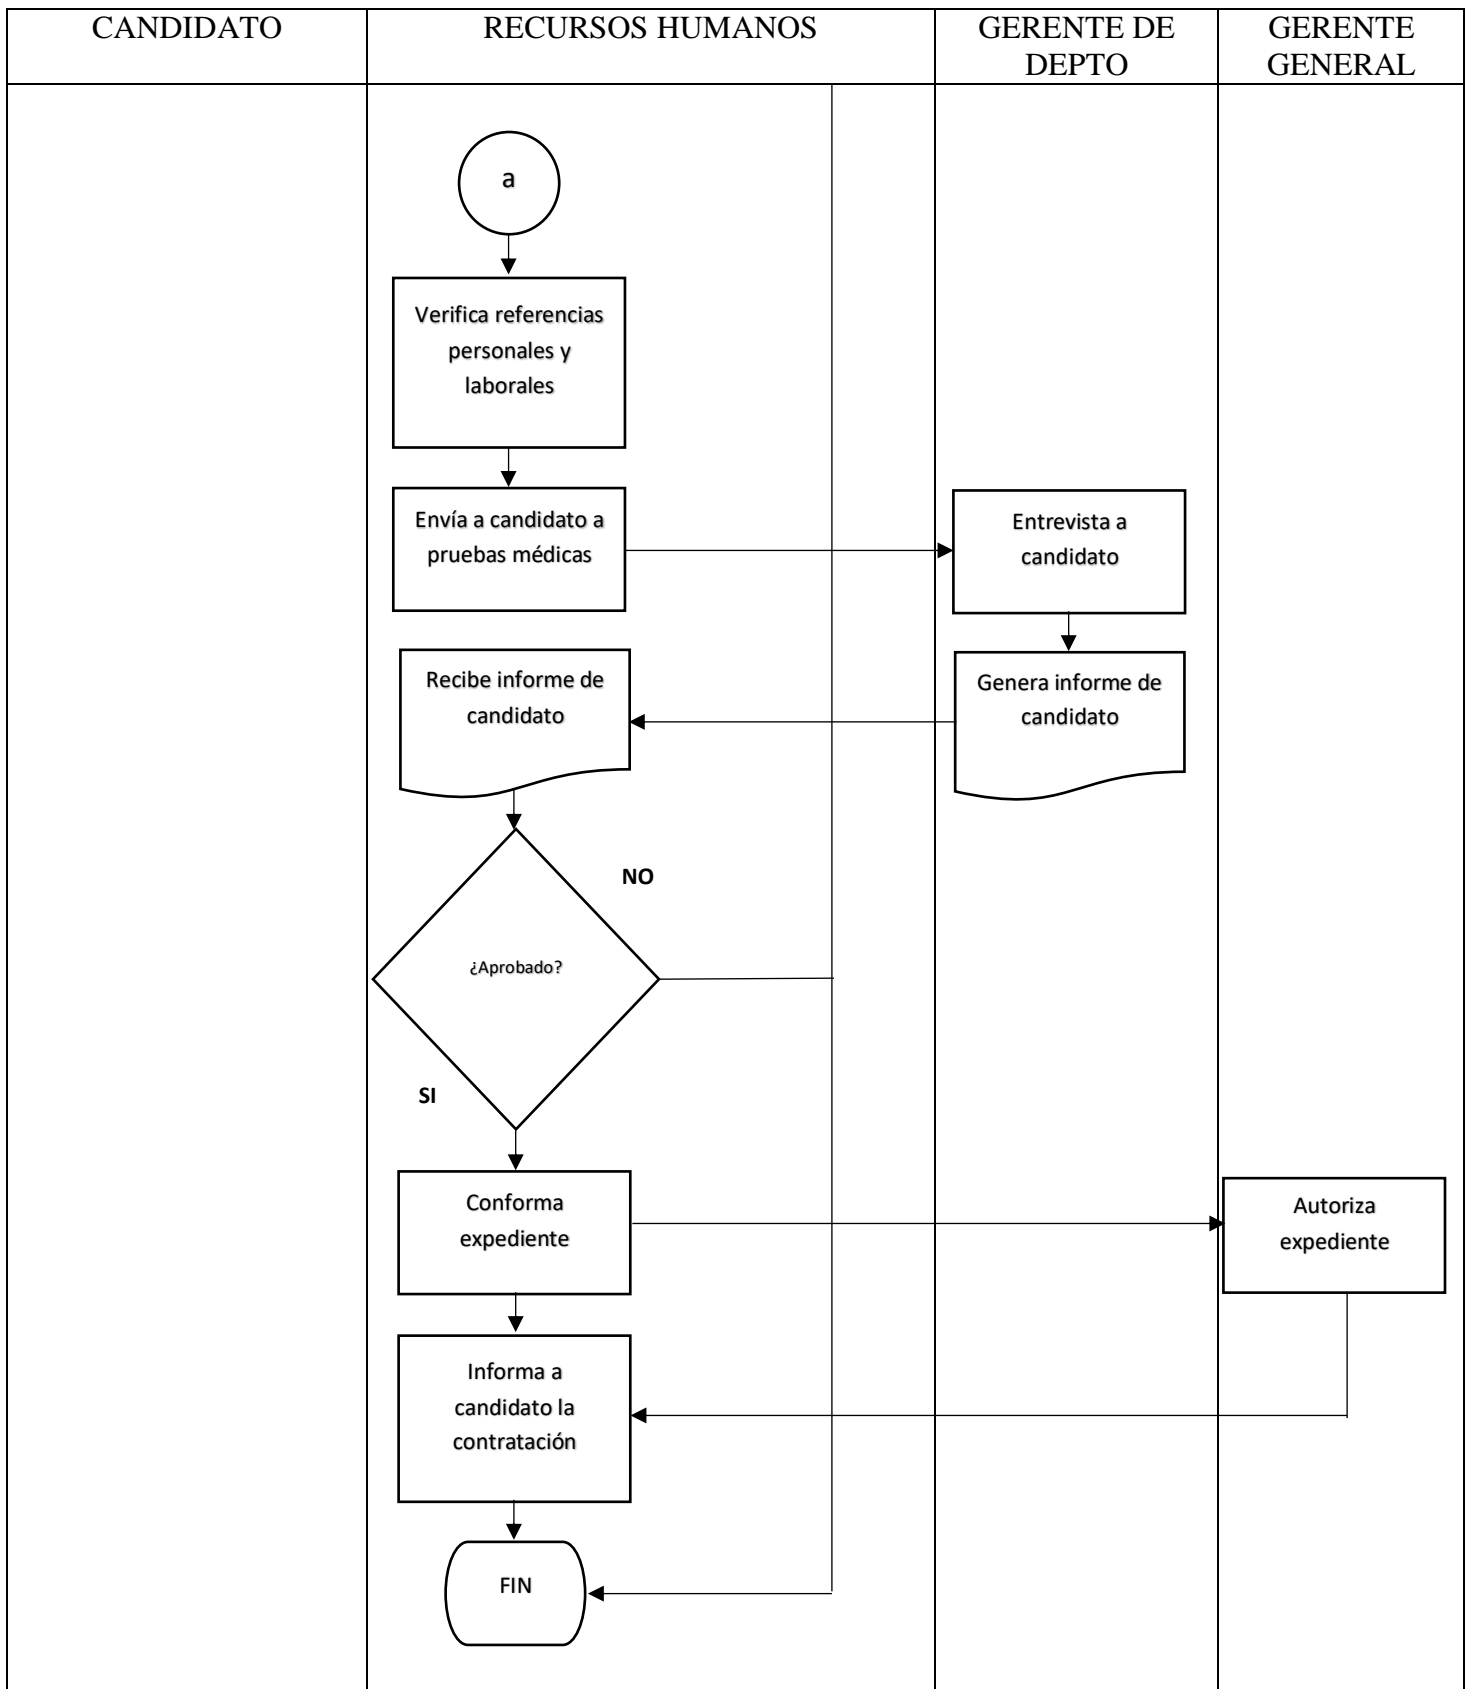 CANDIDATO
RECURSOS HUMANOS
GERENTE DE
DEPTO
GERENTE
GENERAL
a
Verifica referencias
personales y
laborales
Envía a candidato a
pruebas médicas
Entrevista a
candidato
Recibe informe de
candidato
Genera informe de
candidato
NO
¿Aprobado?
SI
Conforma
expediente
Autoriza
expediente
Informa a
candidato la
contratación
FIN